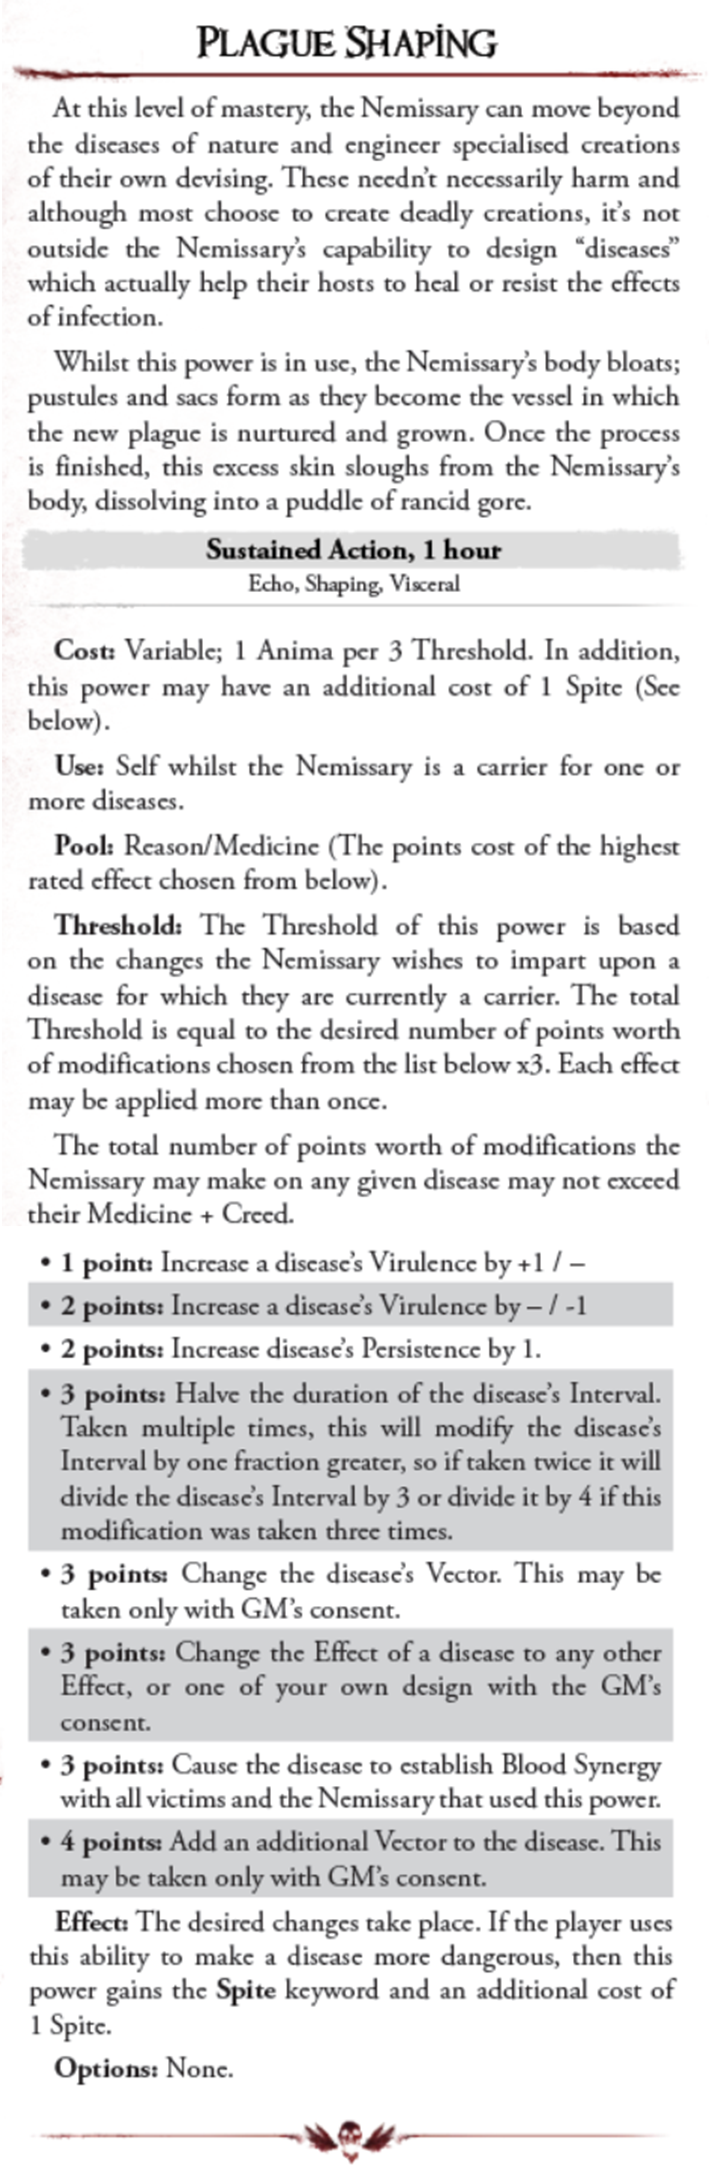 PLAGUE SHAPING
At this level of mastery, the Nemissary can move beyond
the diseases of nature and engineer specialised creations
of their own devising. These needn't necessarily harm and
although most choose to create deadly creations, it's not
outside the Nemissary's capability to design “diseases”
which actually help their hosts to heal or resist the effects
of infection.
Whilst this power is in use, the Nemissary's body bloats;
pustules and sacs form as they become the vessel in which
the new plague is nurtured and grown. Once the process
is finished, this excess skin sloughs from the Nemissary's
body, dissolving into a puddle of rancid gore.
Sustained Action, 1 hour
Echo, Shaping, Visceral
Cost: Variable; 1 Anima per 3 Threshold. In addition,
this power may have an additional cost of 1 Spite (See
below).
Use: Self whilst the Nemissary is a carrier for one or
more diseases.
Pool: Reason/Medicine (The points cost of the highest
rated effect chosen from below).
Threshold: The Threshold of this power is based
on the changes the Nemissary wishes to impart upon a
disease for which they are currently a carrier. The total
Threshold is equal to the desired number of points worth
of modifications chosen from the list below x3. Each effect
may be applied more than once.
The total number of points worth of modifications the
Nemissary may make on any given disease may not exceed
their Medicine + Creed.
• 1 point: Increase a disease's Virulence by +1 / –
• 2 points: Increase a disease's Virulence by – / -1
• 2 points: Increase disease's Persistence by 1.
• 3 points: Halve the duration of the disease's Interval.
Taken multiple times, this will modify the disease's
Interval by one fraction greater, so if taken twice it will
divide the disease's Interval by 3 or divide it by 4 if this
modification was taken three times.
• 3 points: Change the disease's Vector. This may be
taken only with GM's consent.
• 3 points: Change the Effect of a disease to any other
Effect, or one of your own design with the GM's
consent.
• 3 points: Cause the disease to establish Blood Synergy
with all victims and the Nemissary that used this power.
• 4 points: Add an additional Vector to the disease. This
may be taken only with GM's consent.
Effect: The desired changes take place. If the player uses
this ability to make a disease more dangerous, then this
power gains the Spite keyword and an additional cost of
1 Spite.
Options: None.